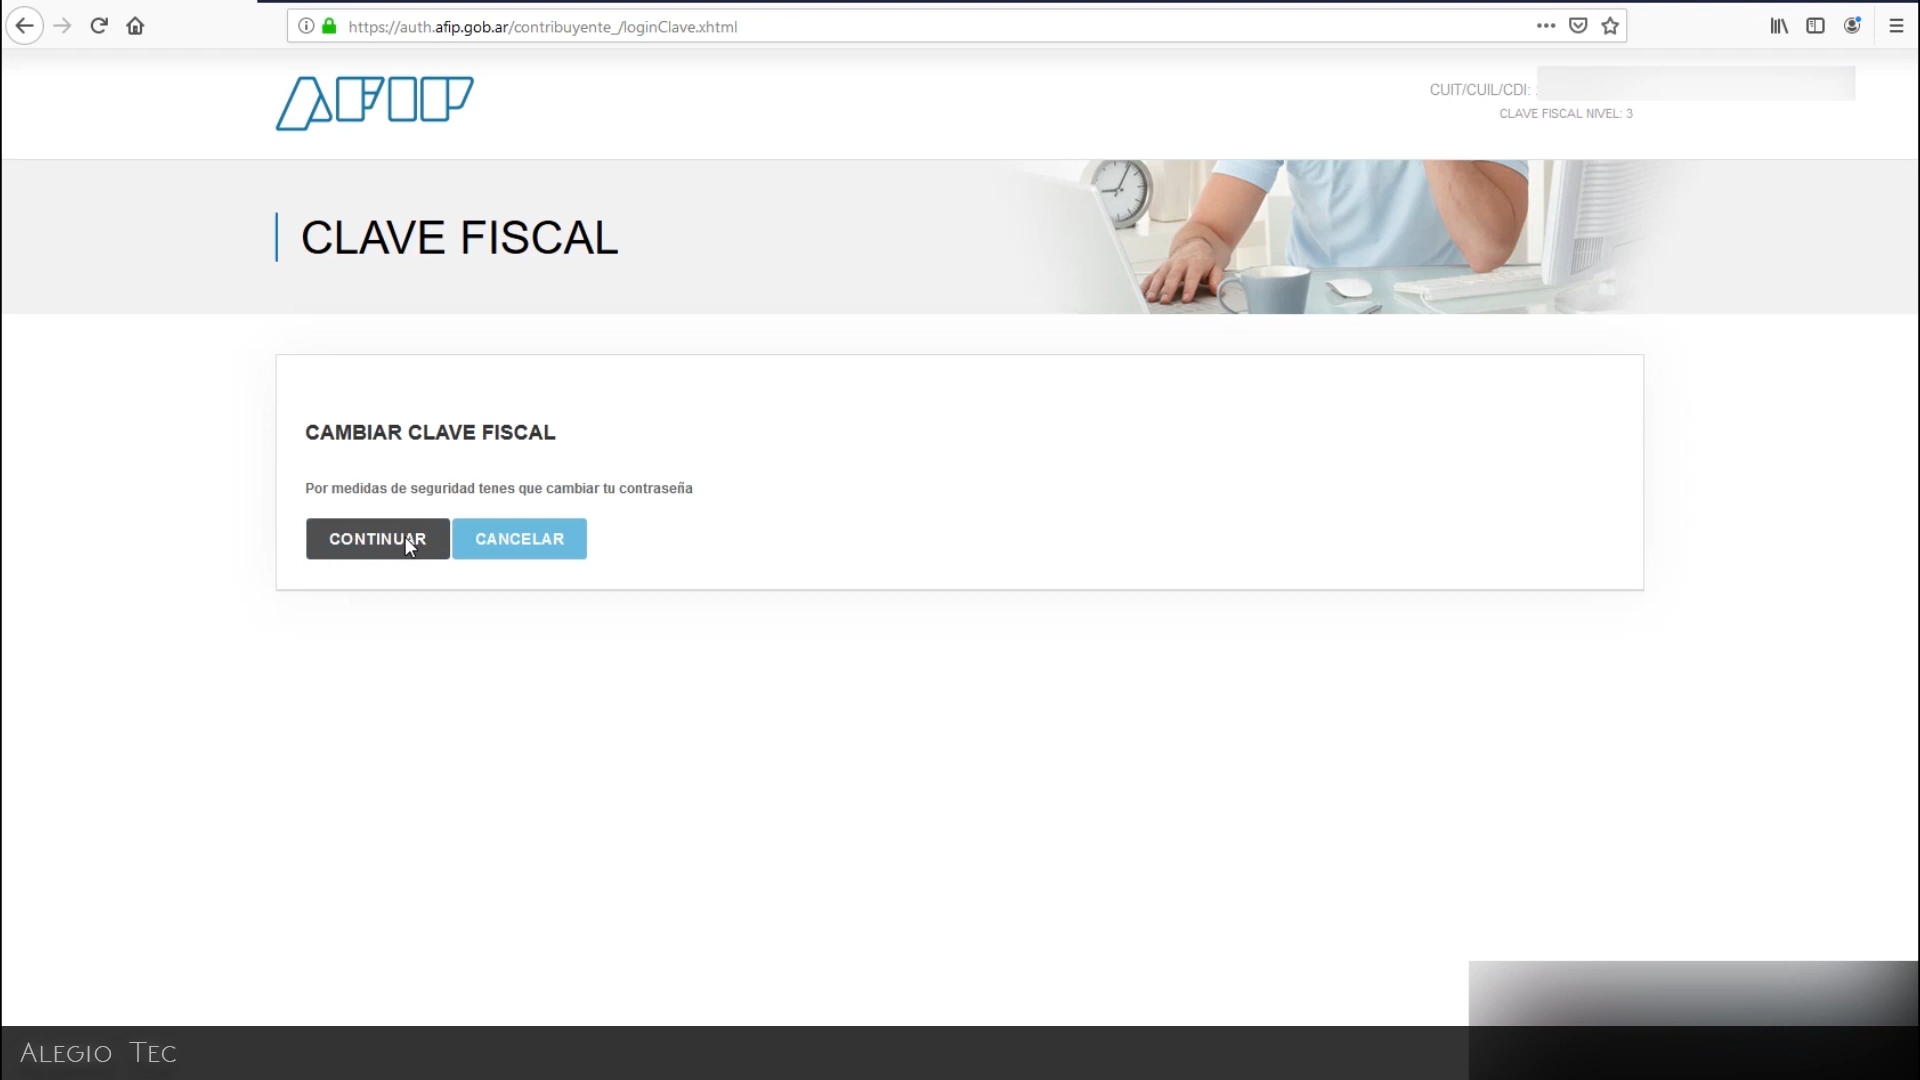 https://auth.afip.gob.ar/contribuyente_/loginClave.xhtml
AFIP
CUIT/CUIL/CDI:
CLAVE FISCAL NIVEL: 3
CLAVE FISCAL
CAMBIAR CLAVE FISCAL
Por medidas de seguridad tenes que cambiar tu contraseña
CONTINUAR CANCELAR
Alegio Tec